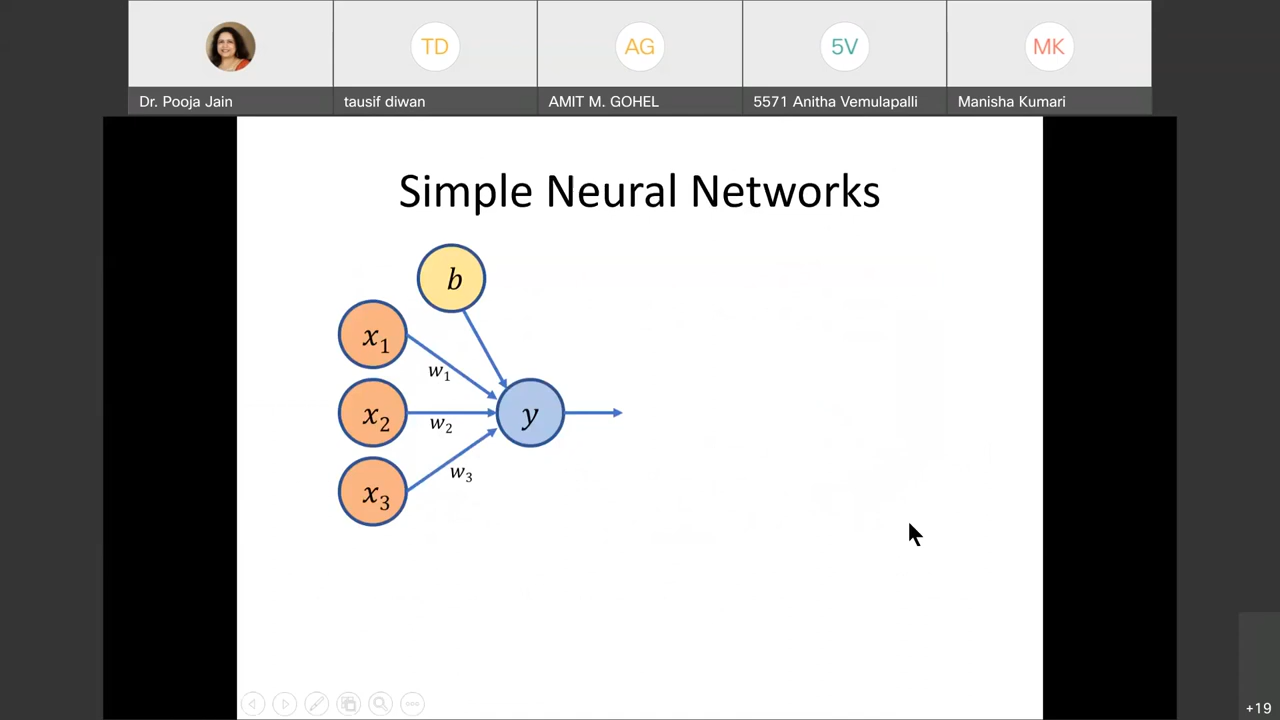 TD
AG
5V
MK
Dr. Pooja Jain
tausif diwan
AMIT M. GOHEL
5571 Anitha Vemulapalli
Manisha Kumari
Simple Neural Networks
b
x₁
w₁
x₂
w₂
y
x₃
w₃
+19